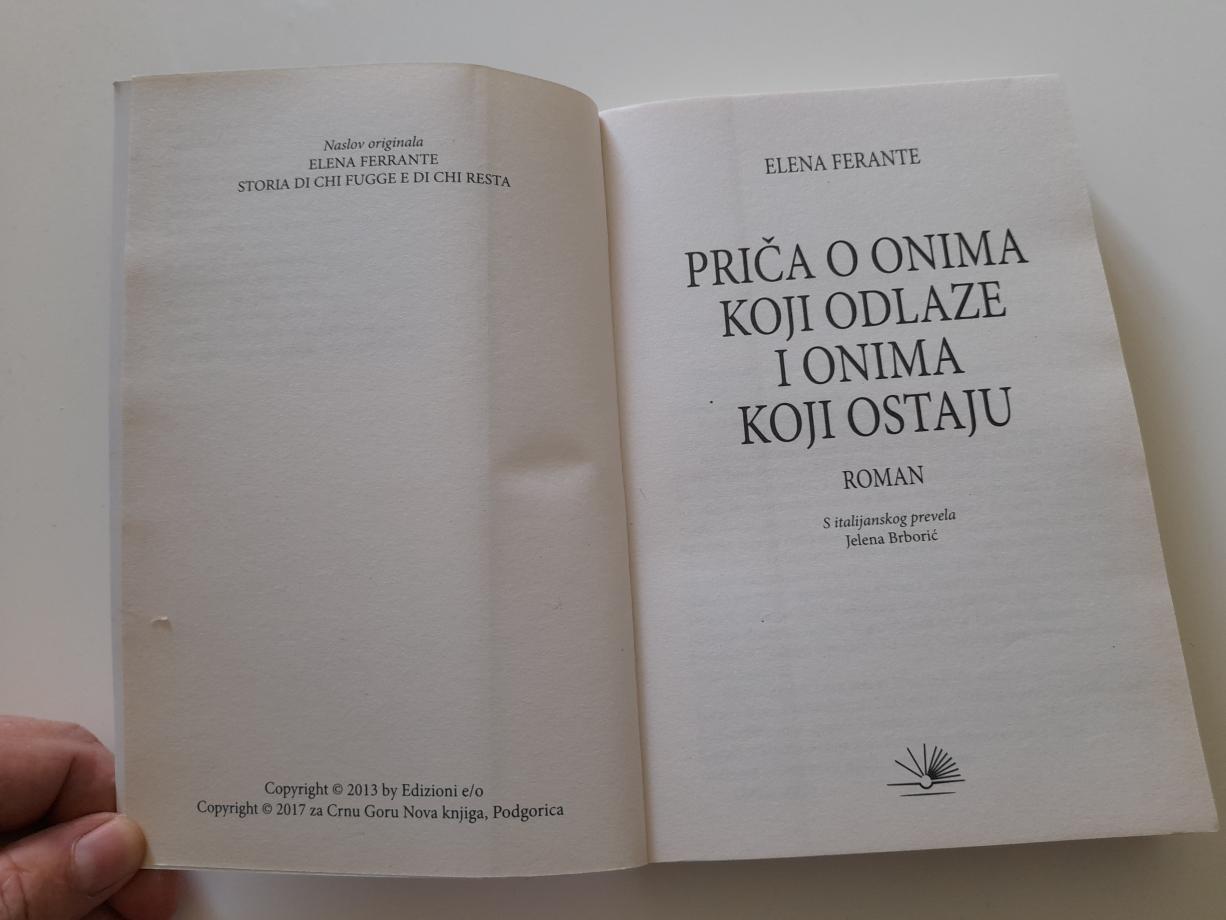 Naslov originala
ELENA FERRANTE
STORIA DI CHI FUGGE E DI CHI RESTA
Copyright © 2013 by Edizioni e/o
Copyright © 2017 za Crnu Goru Nova knjiga, Podgorica
ELENA FERANTE
PRIČA O ONIMA
KOJI ODLAZE
I ONIMA
KOJI OSTAJU
ROMAN
S italijanskog prevela
Jelena Brborić